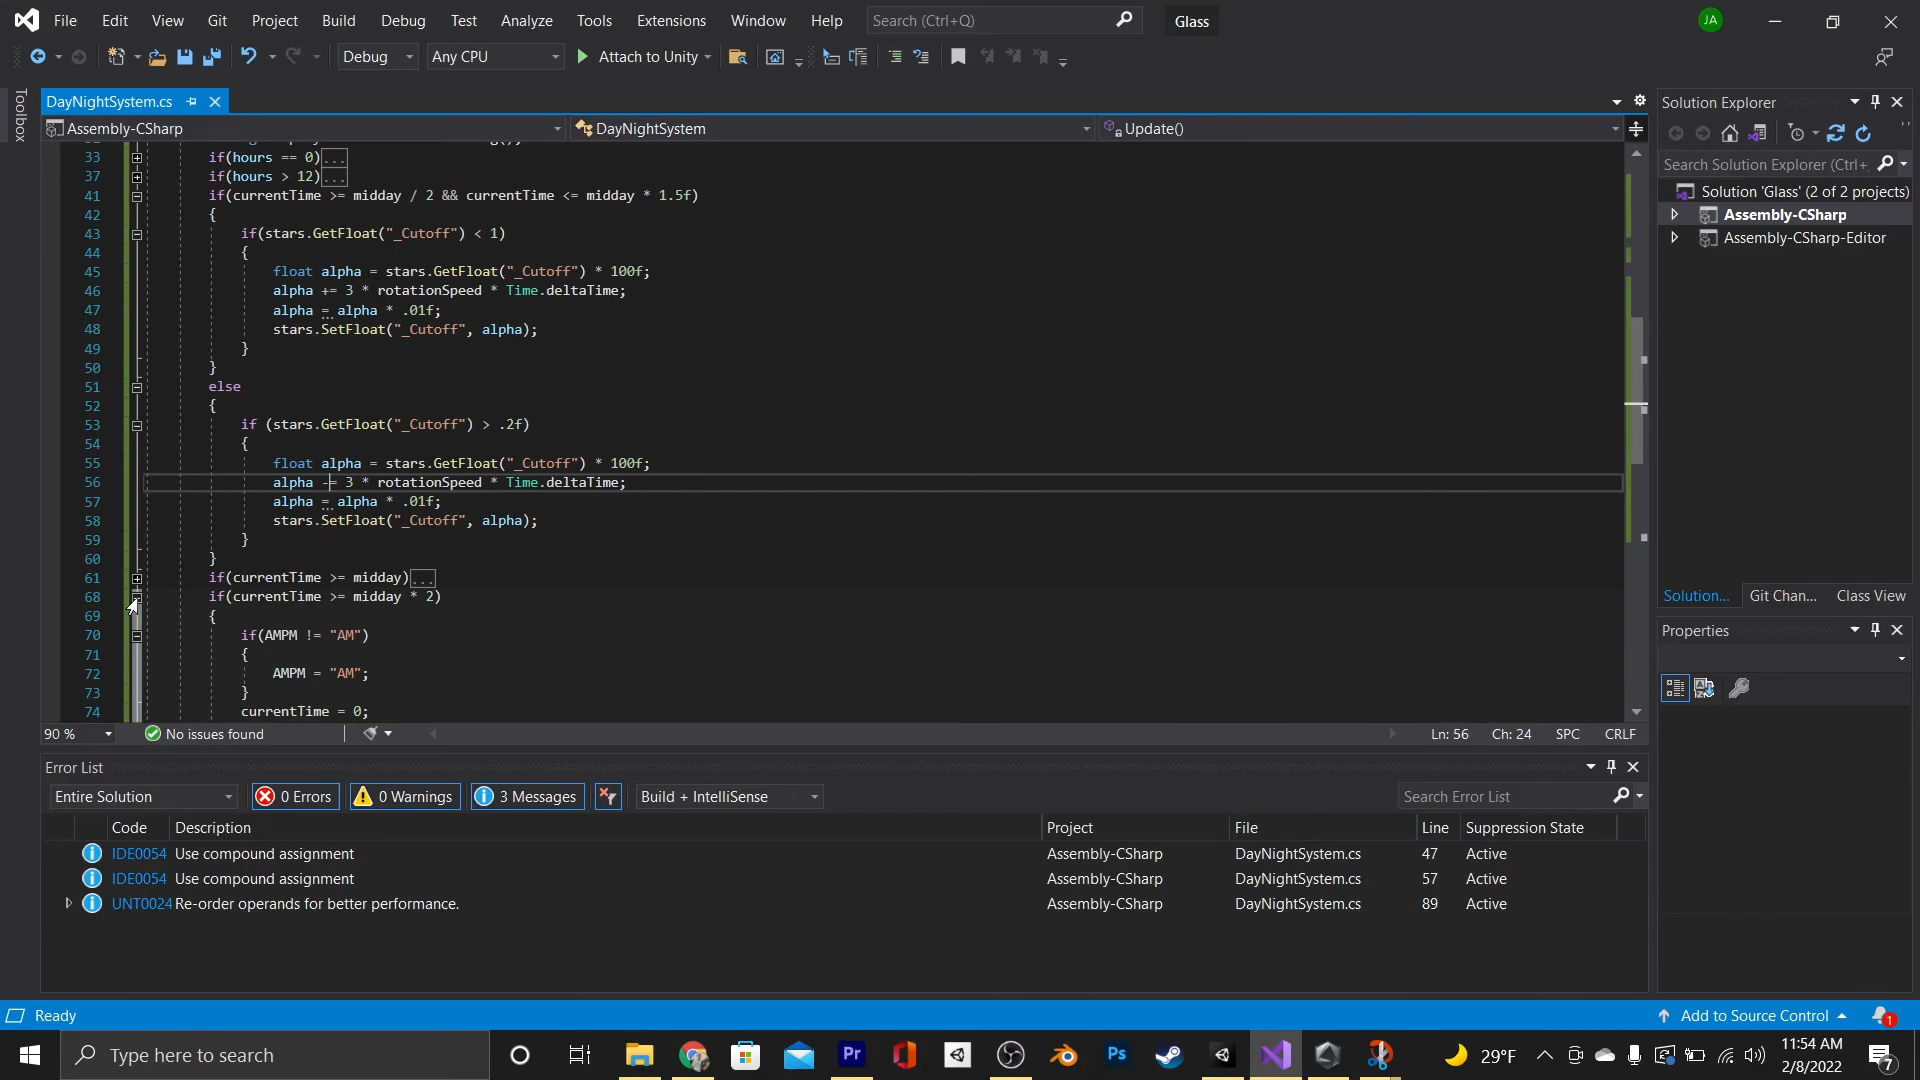 File Edit View Git Project Build Debug Test Analyze Tools Extensions Window Help Search (Ctrl+Q) Glass JA
Debug Any CPU Attach to Unity
Toolbox
DayNightSystem.cs
Assembly-CSharp DayNightSystem Update()
33 if(hours == 0)...
37 if(hours > 12)...
41 if(currentTime >= midday / 2 && currentTime <= midday * 1.5f)
42 {
43 if(stars.GetFloat("_Cutoff") < 1)
44 {
45 float alpha = stars.GetFloat("_Cutoff") * 100f;
46 alpha += 3 * rotationSpeed * Time.deltaTime;
47 alpha = alpha * .01f;
48 stars.SetFloat("_Cutoff", alpha);
49 }
50 }
51 else
52 {
53 if (stars.GetFloat("_Cutoff") > .2f)
54 {
55 float alpha = stars.GetFloat("_Cutoff") * 100f;
56 alpha -= 3 * rotationSpeed * Time.deltaTime;
57 alpha = alpha * .01f;
58 stars.SetFloat("_Cutoff", alpha);
59 }
60 }
61 if(currentTime >= midday)...
68 if(currentTime >= midday * 2)
69 {
70 if(AMPM != "AM")
71 {
72 AMPM = "AM";
73 }
74 currentTime = 0;
90 % No issues found Ln: 56 Ch: 24 SPC CRLF
Solution Explorer
Search Solution Explorer (Ctrl+
Solution 'Glass' (2 of 2 projects)
Assembly-CSharp
Assembly-CSharp-Editor
Solution... Git Chan... Class View
Properties
Error List
Entire Solution 0 Errors 0 Warnings 3 Messages Build + IntelliSense Search Error List
Code Description Project File Line Suppression State
IDE0054 Use compound assignment Assembly-CSharp DayNightSystem.cs 47 Active
IDE0054 Use compound assignment Assembly-CSharp DayNightSystem.cs 57 Active
UNT0024 Re-order operands for better performance. Assembly-CSharp DayNightSystem.cs 89 Active
Ready Add to Source Control 1
Type here to search Pr Ps 29°F 11:54 AM
2/8/2022 7